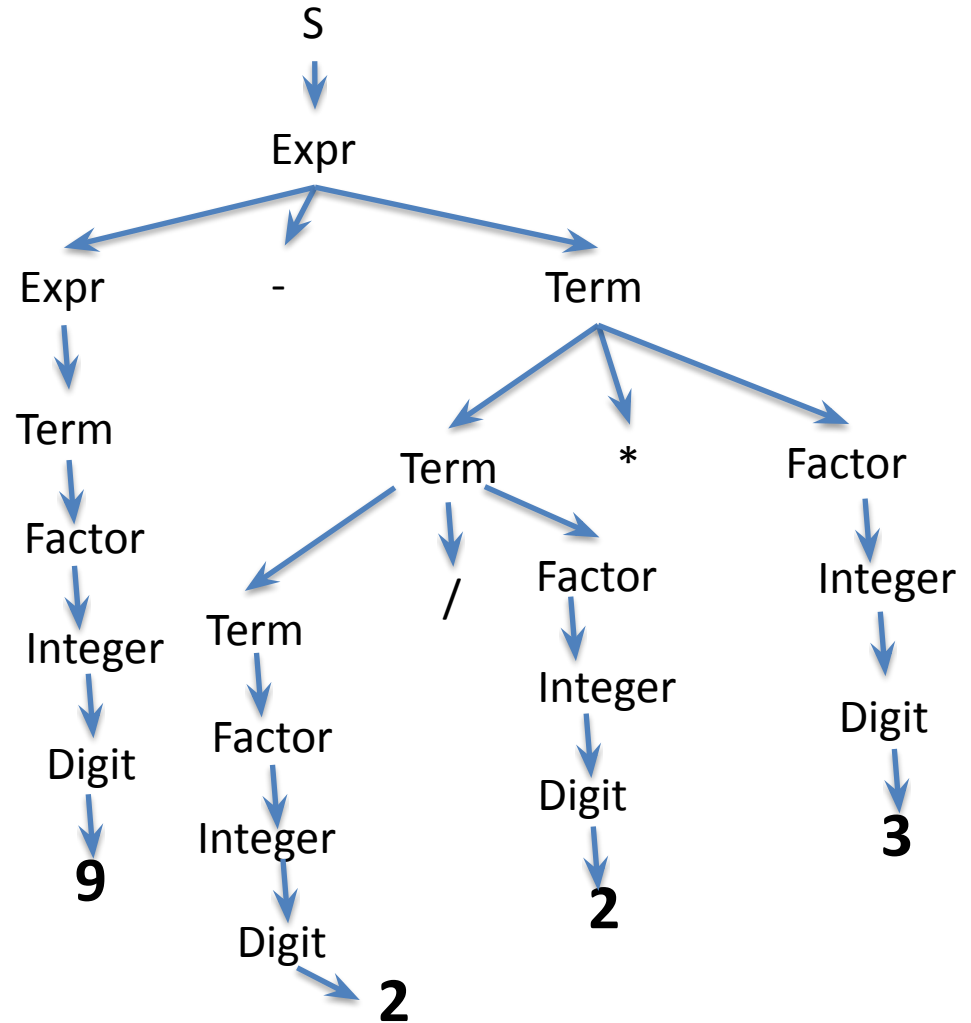 S
Expr
Expr - Term
Term
Term * Factor
Factor
Term / Factor Integer
Integer
Factor Integer Digit
Digit
Integer Digit 3
9
Digit 2
2